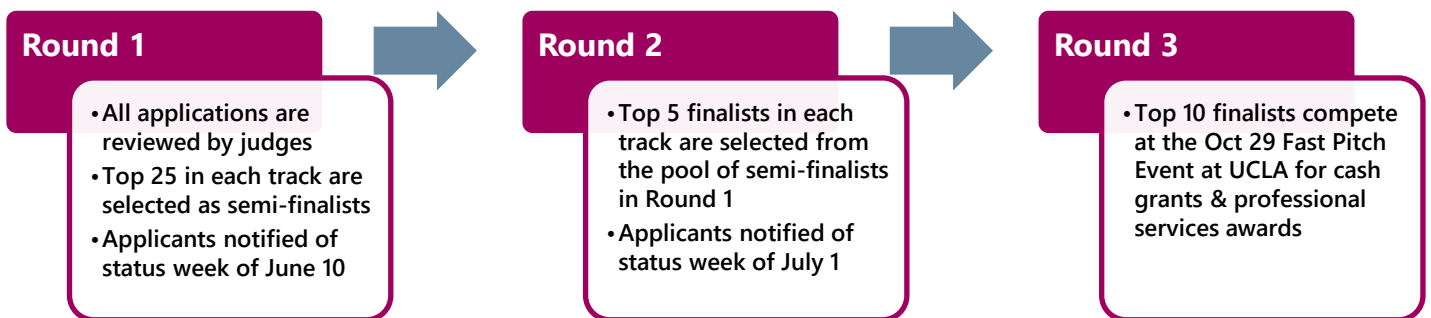 Round 1
•All applications are
reviewed by judges
•Top 25 in each track are
selected as semi-finalists
•Applicants notified of
status week of June 10
Round 2
•Top 5 finalists in each
track are selected from
the pool of semi-finalists
in Round 1
•Applicants notified of
status week of July 1
Round 3
•Top 10 finalists compete
at the Oct 29 Fast Pitch
Event at UCLA for cash
grants & professional
services awards